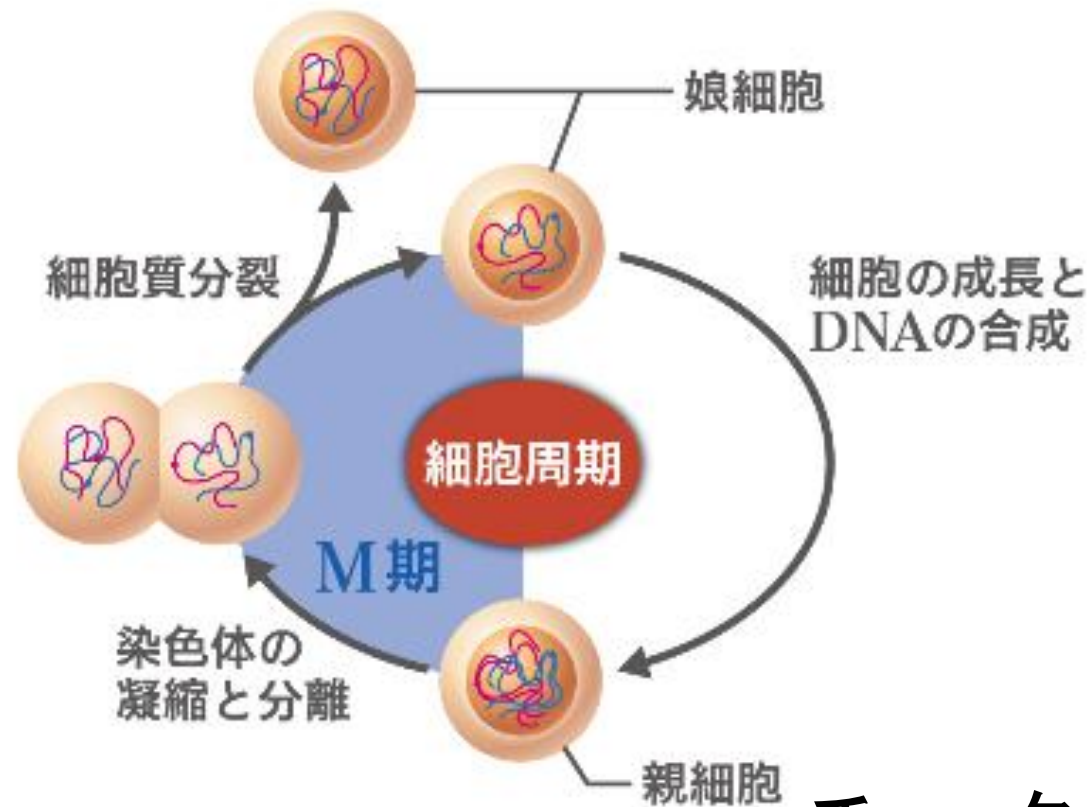 娘細胞
細胞質分裂
細胞の成長と
DNAの合成
細胞周期
M期
染色体の
凝縮と分離
親細胞